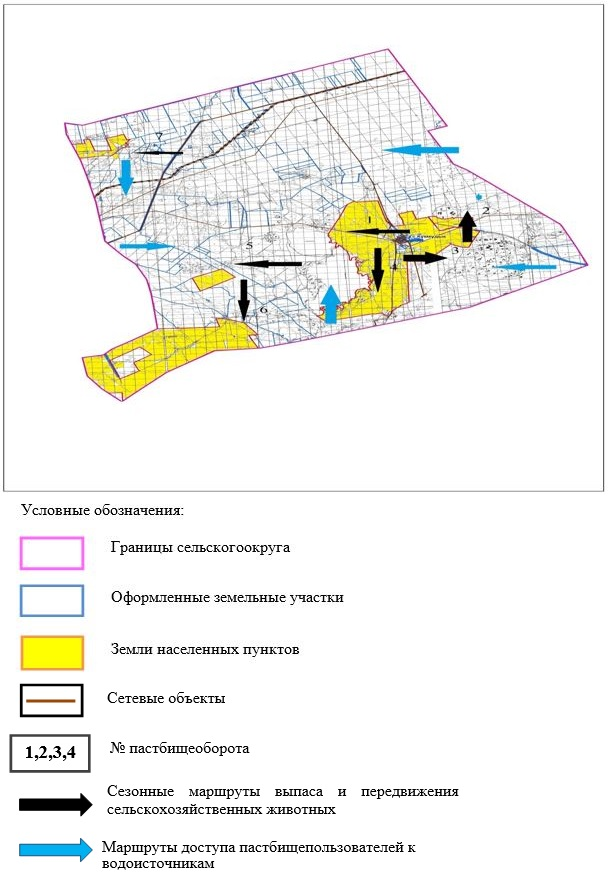 7
1
2
5
3
4
6
Условные обозначения:
Границы сельскогоокруга
Оформленные земельные участки
Земли населенных пунктов
Сетевые объекты
1,2,3,4
№ пастбищеоборота
Сезонные маршруты выпаса и передвижения
сельскохозяйственных животных
Маршруты доступа пастбищепользователей к
водоисточникам